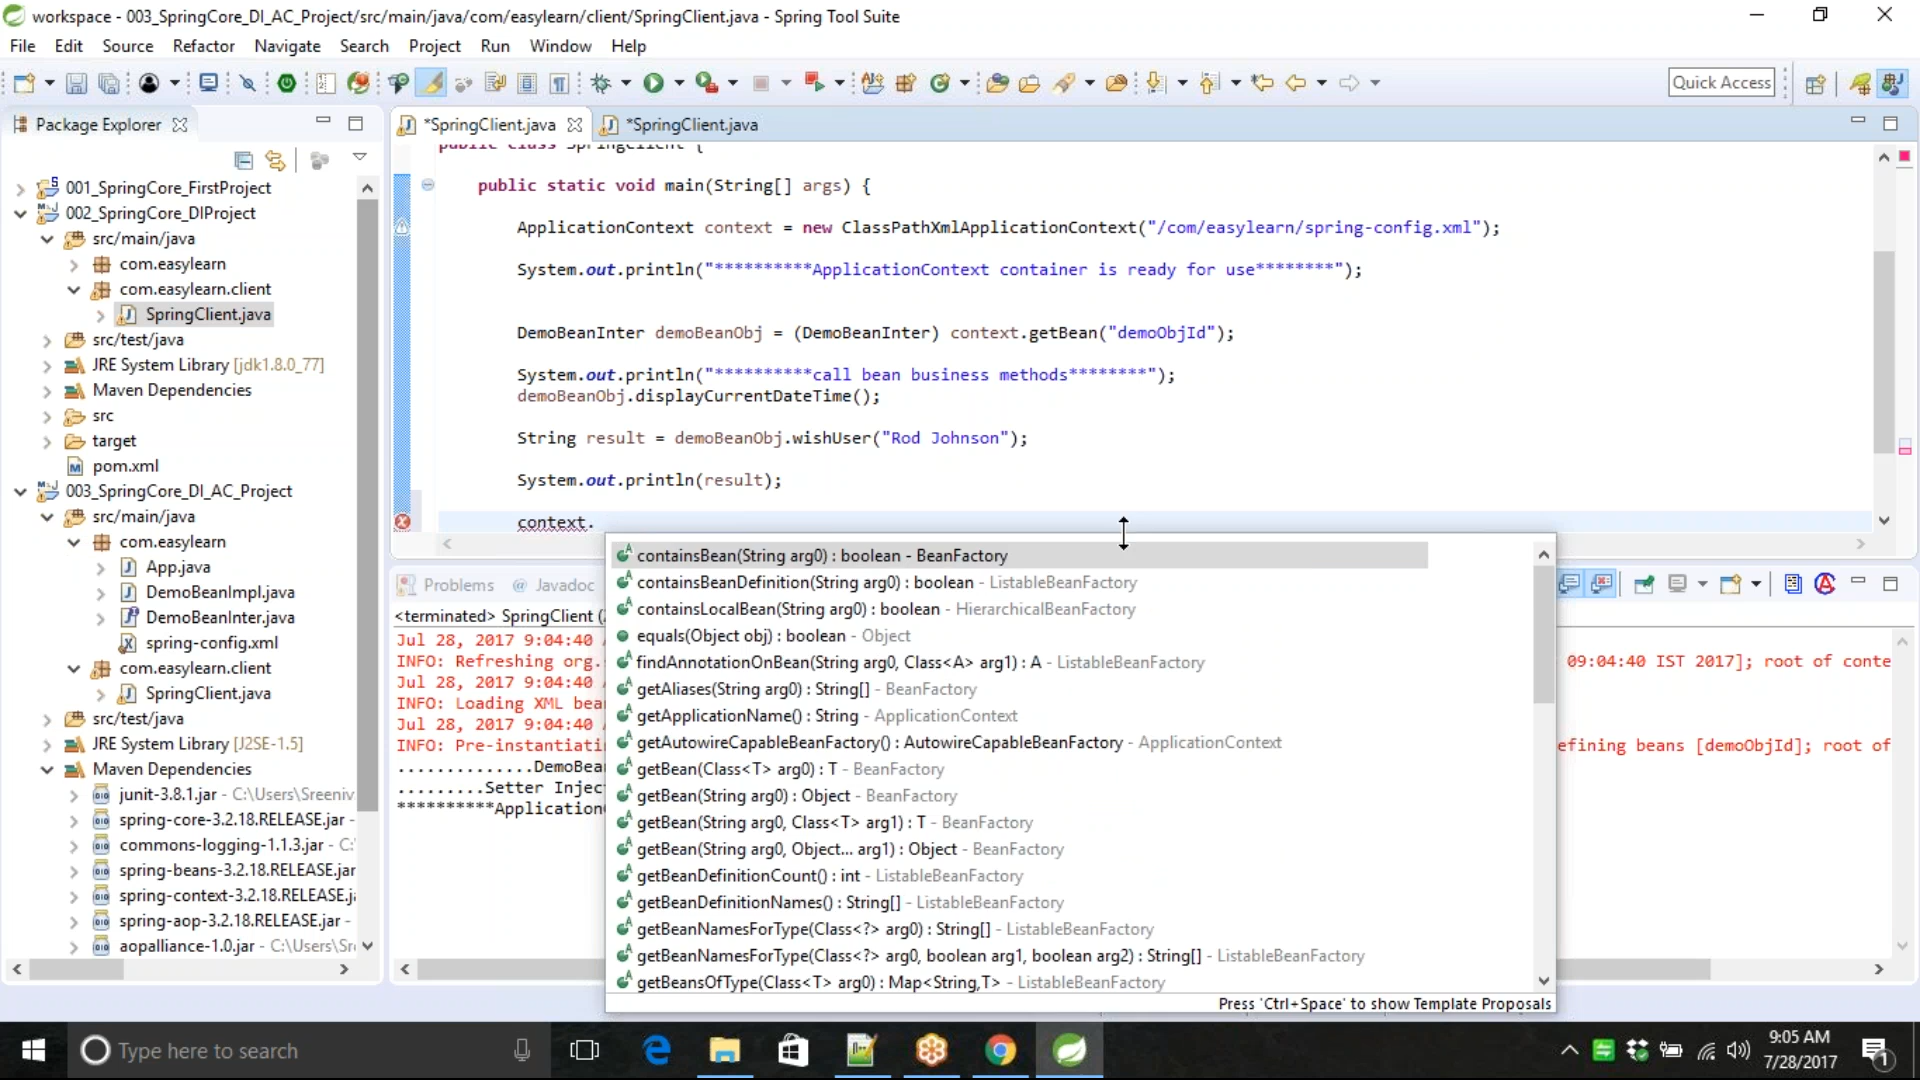 workspace - 003_SpringCore_DI_AC_Project/src/main/java/com/easylearn/client/SpringClient.java - Spring Tool Suite
File Edit Source Refactor Navigate Search Project Run Window Help
Quick Access
Package Explorer
*SpringClient.java
*SpringClient.java
001_SpringCore_FirstProject
002_SpringCore_DIProject
src/main/java
com.easylearn
com.easylearn.client
SpringClient.java
src/test/java
JRE System Library [jdk1.8.0_77]
Maven Dependencies
src
target
pom.xml
003_SpringCore_DI_AC_Project
src/main/java
com.easylearn
App.java
DemoBeanImpl.java
DemoBeanInter.java
spring-config.xml
com.easylearn.client
SpringClient.java
src/test/java
JRE System Library [J2SE-1.5]
Maven Dependencies
junit-3.8.1.jar - C:\Users\Sreeniv
spring-core-3.2.18.RELEASE.jar -
commons-logging-1.1.3.jar - C:
spring-beans-3.2.18.RELEASE.jar
spring-context-3.2.18.RELEASE.j
spring-aop-3.2.18.RELEASE.jar -
aopalliance-1.0.jar - C:\Users\Sr
public class SpringClient {
public static void main(String[] args) {
ApplicationContext context = new ClassPathXmlApplicationContext("/com/easylearn/spring-config.xml");
System.out.println("**********ApplicationContext container is ready for use********");
DemoBeanInter demoBeanObj = (DemoBeanInter) context.getBean("demoObjId");
System.out.println("**********call bean business methods********");
demoBeanObj.displayCurrentDateTime();
String result = demoBeanObj.wishUser("Rod Johnson");
System.out.println(result);
context.
containsBean(String arg0) : boolean - BeanFactory
containsBeanDefinition(String arg0) : boolean - ListableBeanFactory
containsLocalBean(String arg0) : boolean - HierarchicalBeanFactory
equals(Object obj) : boolean - Object
findAnnotationOnBean(String arg0, Class<A> arg1) : A - ListableBeanFactory
getAliases(String arg0) : String[] - BeanFactory
getApplicationName() : String - ApplicationContext
getAutowireCapableBeanFactory() : AutowireCapableBeanFactory - ApplicationContext
getBean(Class<T> arg0) : T - BeanFactory
getBean(String arg0) : Object - BeanFactory
getBean(String arg0, Class<T> arg1) : T - BeanFactory
getBean(String arg0, Object... arg1) : Object - BeanFactory
getBeanDefinitionCount() : int - ListableBeanFactory
getBeanDefinitionNames() : String[] - ListableBeanFactory
getBeanNamesForType(Class<?> arg0) : String[] - ListableBeanFactory
getBeanNamesForType(Class<?> arg0, boolean arg1, boolean arg2) : String[] - ListableBeanFactory
getBeansOfType(Class<T> arg0) : Map<String,T> - ListableBeanFactory
Press 'Ctrl+Space' to show Template Proposals
Problems @ Javadoc
<terminated> SpringClient (
Jul 28, 2017 9:04:40
INFO: Refreshing org. 09:04:40 IST 2017]; root of conte
Jul 28, 2017 9:04:40
INFO: Loading XML bea
Jul 28, 2017 9:04:40
INFO: Pre-instantiati efining beans [demoObjId]; root of
..............DemoBea
.........Setter Injec
**********Application
Type here to search
9:05 AM
7/28/2017
1